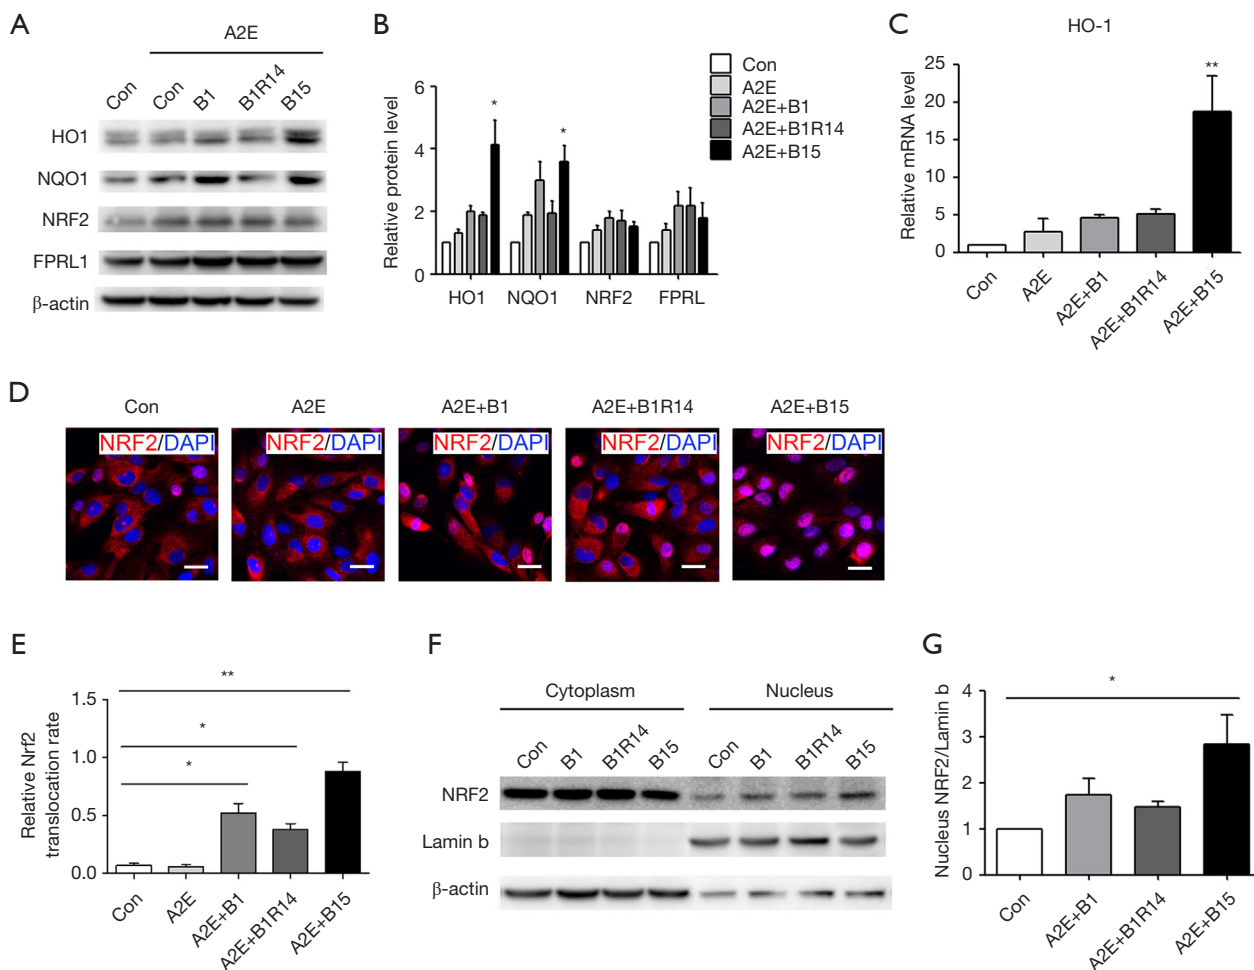 A
A2E
Con
Con
B1
B1R14
B15
HO1
NQO1
NRF2
FPRL1
β-actin
B
Con
A2E
A2E+B1
A2E+B1R14
A2E+B15
Relative protein level
6
4
2
0
*
*
HO1
NQO1
NRF2
FPRL
C
HO-1
Relative mRNA level
25
20
15
10
5
0
**
Con
A2E
A2E+B1
A2E+B1R14
A2E+B15
D
Con
A2E
A2E+B1
A2E+B1R14
A2E+B15
NRF2/DAPI
NRF2/DAPI
NRF2/DAPI
NRF2/DAPI
NRF2/DAPI
E
Relative Nrf2
translocation rate
1.5
1.0
0.5
0.0
**
*
*
Con
A2E
A2E+B1
A2E+B1R14
A2E+B15
F
Cytoplasm
Nucleus
Con
B1
B1R14
B15
Con
B1
B1R14
B15
NRF2
Lamin b
β-actin
G
Nucleus NRF2/Lamin b
4
3
2
1
0
*
Con
A2E+B1
A2E+B1R14
A2E+B15